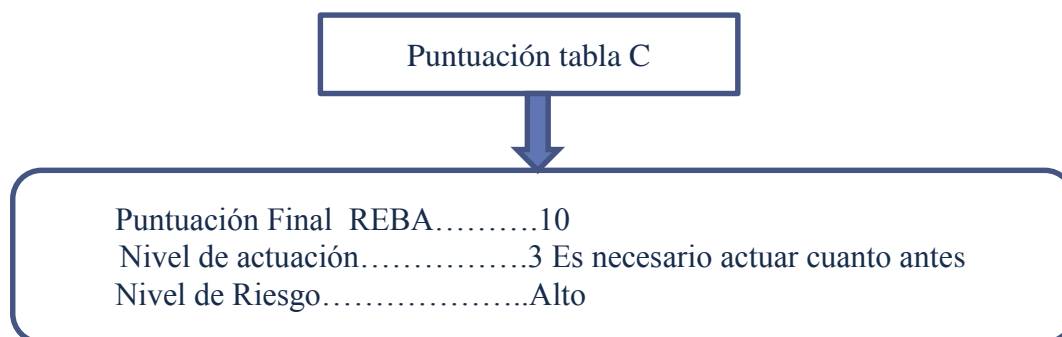 Puntuación tabla C
Puntuación Final  REBA……….10
Nivel de actuación…………….3 Es necesario actuar cuanto antes
Nivel de Riesgo………………..Alto